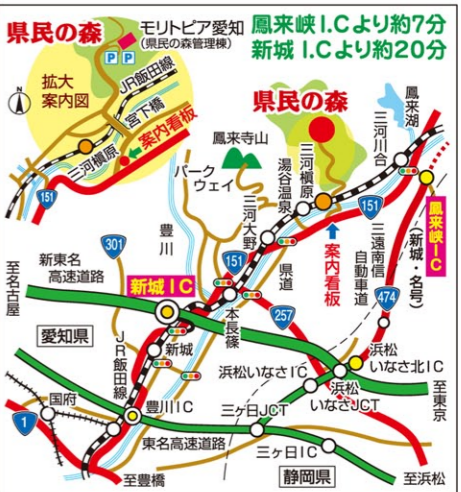 県民の森
モリトピア愛知
(県民の森管理棟)
P P
鳳来峡I.Cより約7分
新城 I.Cより約20分
拡大
案内図
N
JR飯田線
宮下橋
三河槇原
案内看板
151
県民の森
鳳来湖
三河川合
鳳来寺山
パーク
ウェイ
湯谷温泉
三河槇原
三河大野
151
151
県道
案内看板
三遠南信
自動車道
鳳来峡IC
(新城・名号)
474
豊川
301
新東名
高速道路
至名古屋
新城IC
本長篠
257
愛知県
JR飯田線
新城
浜松いなさIC
浜松
いなさ北IC
浜松
いなさJCT
至東京
国府
1
豊川IC
三ヶ日JCT
東名高速道路
三ヶ日IC
至豊橋
静岡県
至浜松